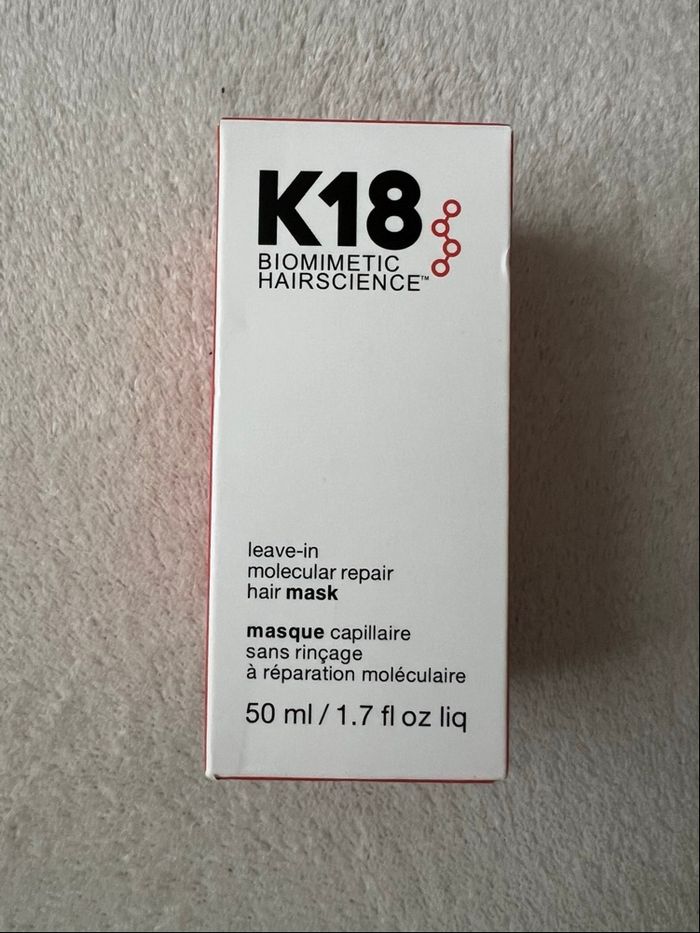 K18
BIOMIMETIC
HAIRSCIENCE™
leave-in
molecular repair
hair mask
masque capillaire
sans rinçage
à réparation moléculaire
50 ml / 1.7 fl oz liq